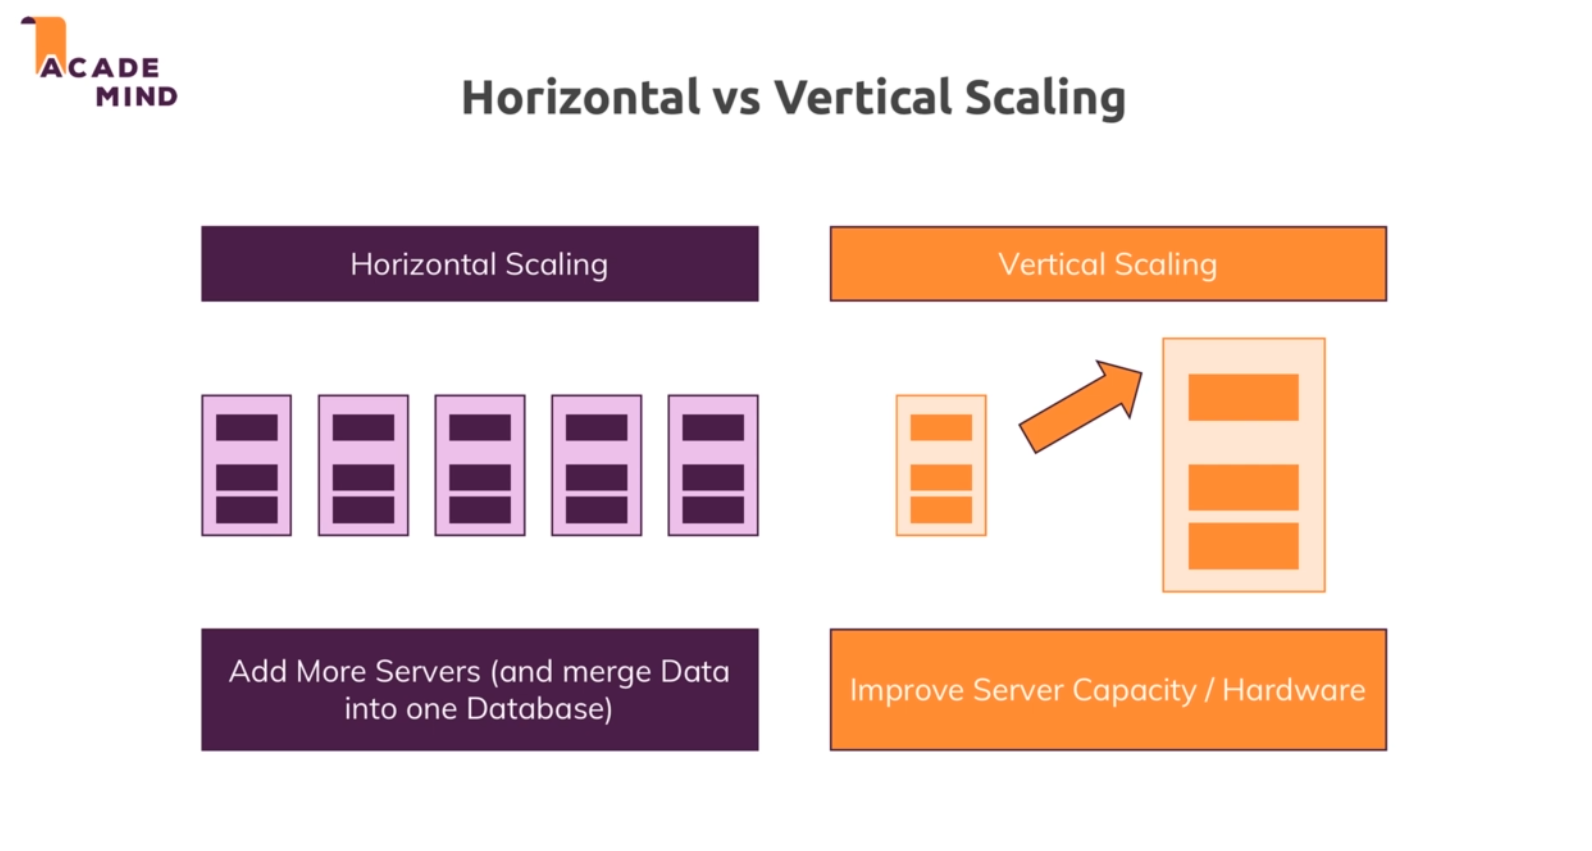 ACADE
MIND
Horizontal vs Vertical Scaling
Horizontal Scaling
Vertical Scaling
Add More Servers (and merge Data
into one Database)
Improve Server Capacity / Hardware